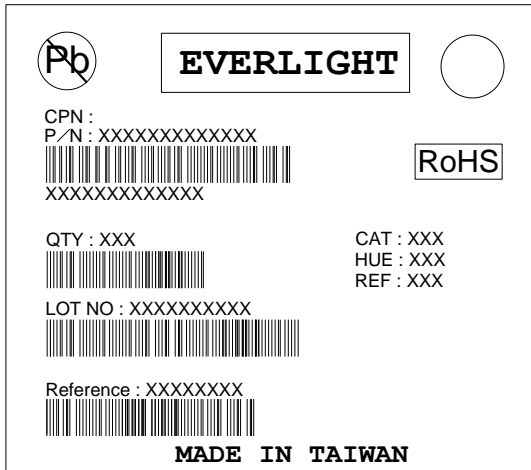 Pb
EVERLIGHT
CPN :
P/N : XXXXXXXXXXXXX
RoHS
XXXXXXXXXXXXX
QTY : XXX
CAT : XXX
HUE : XXX
REF : XXX
LOT NO : XXXXXXXXXX
Reference : XXXXXXXX
MADE IN TAIWAN